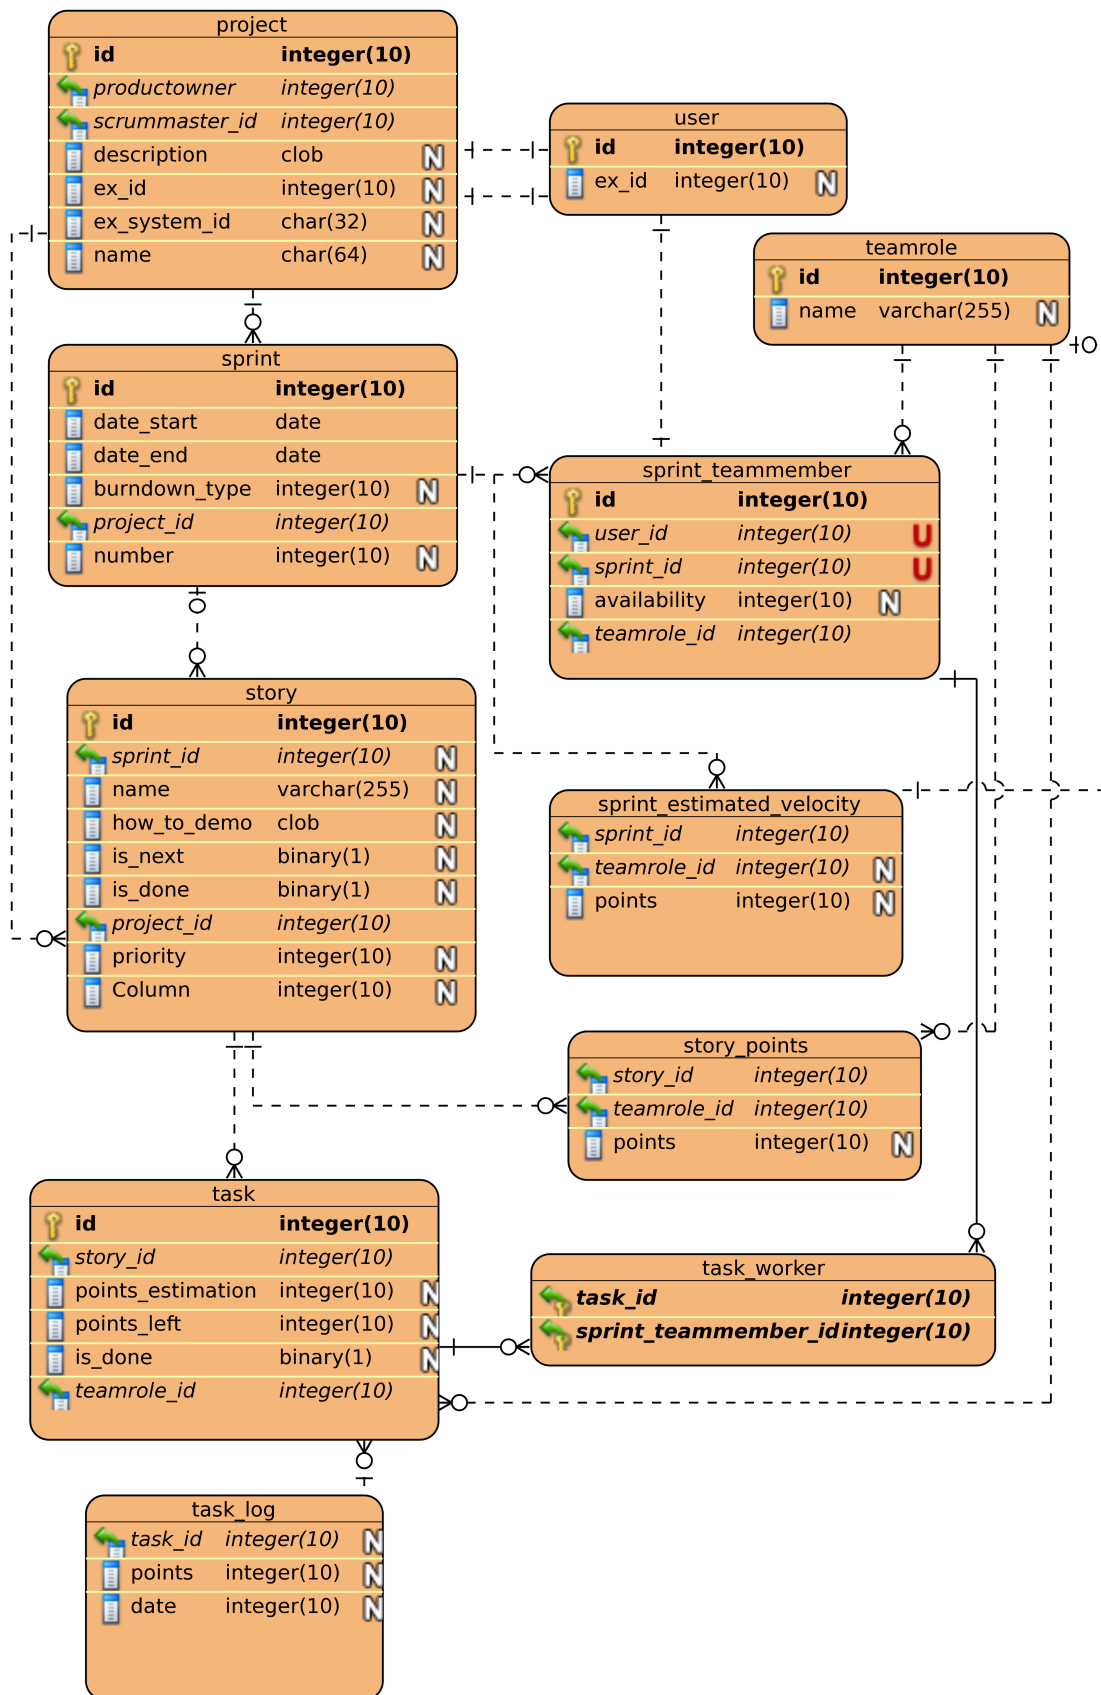 project
id integer(10)
productowner integer(10)
scrummaster_id integer(10)
description clob N
ex_id integer(10) N
ex_system_id char(32) N
name char(64) N
user
id integer(10)
ex_id integer(10) N
teamrole
id integer(10)
name varchar(255) N
sprint
id integer(10)
date_start date
date_end date
burndown_type integer(10) N
project_id integer(10)
number integer(10) N
sprint_teammember
id integer(10)
user_id integer(10) U
sprint_id integer(10) U
availability integer(10) N
teamrole_id integer(10)
story
id integer(10)
sprint_id integer(10) N
name varchar(255) N
how_to_demo clob N
is_next binary(1) N
is_done binary(1) N
project_id integer(10)
priority integer(10) N
Column integer(10) N
sprint_estimated_velocity
sprint_id integer(10)
teamrole_id integer(10) N
points integer(10) N
story_points
story_id integer(10)
teamrole_id integer(10)
points integer(10) N
task
id integer(10)
story_id integer(10)
points_estimation integer(10) N
points_left integer(10) N
is_done binary(1) N
teamrole_id integer(10)
task_worker
task_id integer(10)
sprint_teammember_id integer(10)
task_log
task_id integer(10) N
points integer(10) N
date integer(10) N